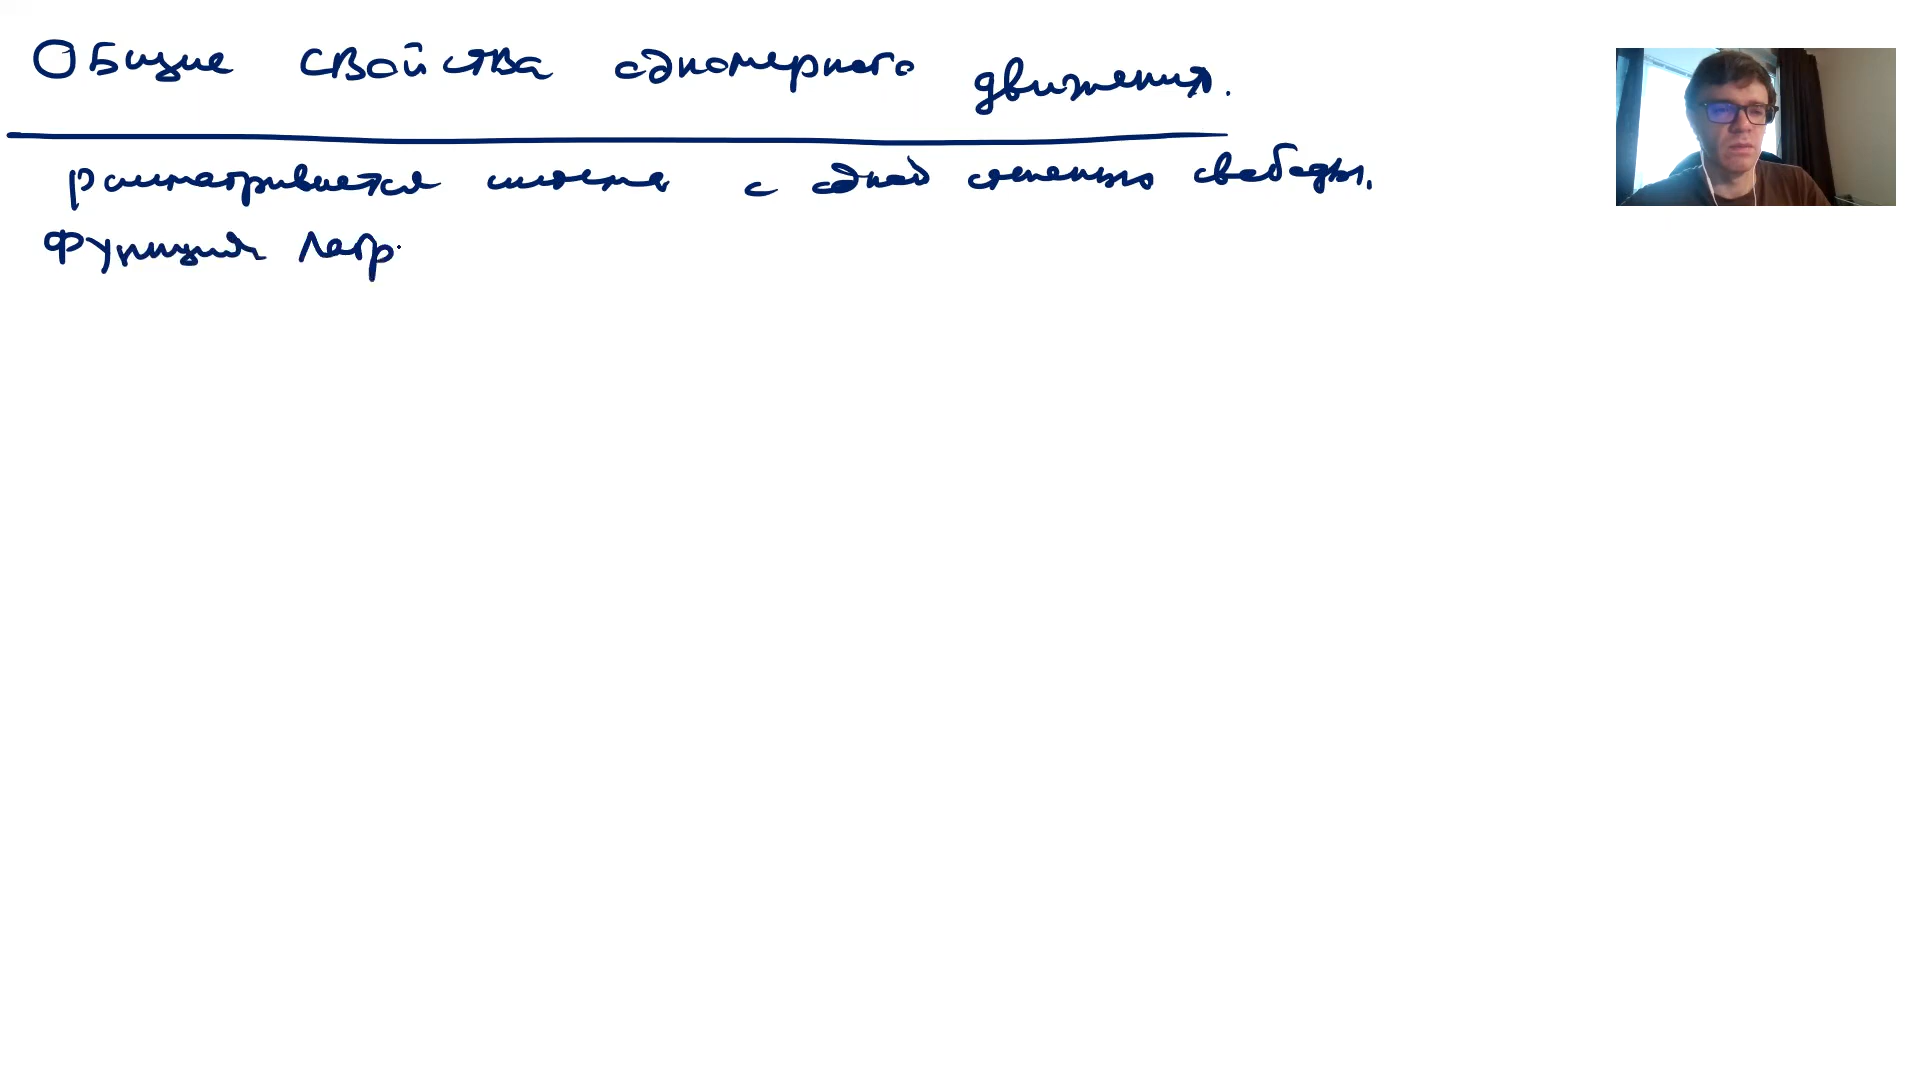 Общие свойства одномерного движения.
рассматривается система с одной степенью свободы.
Функция Лагр